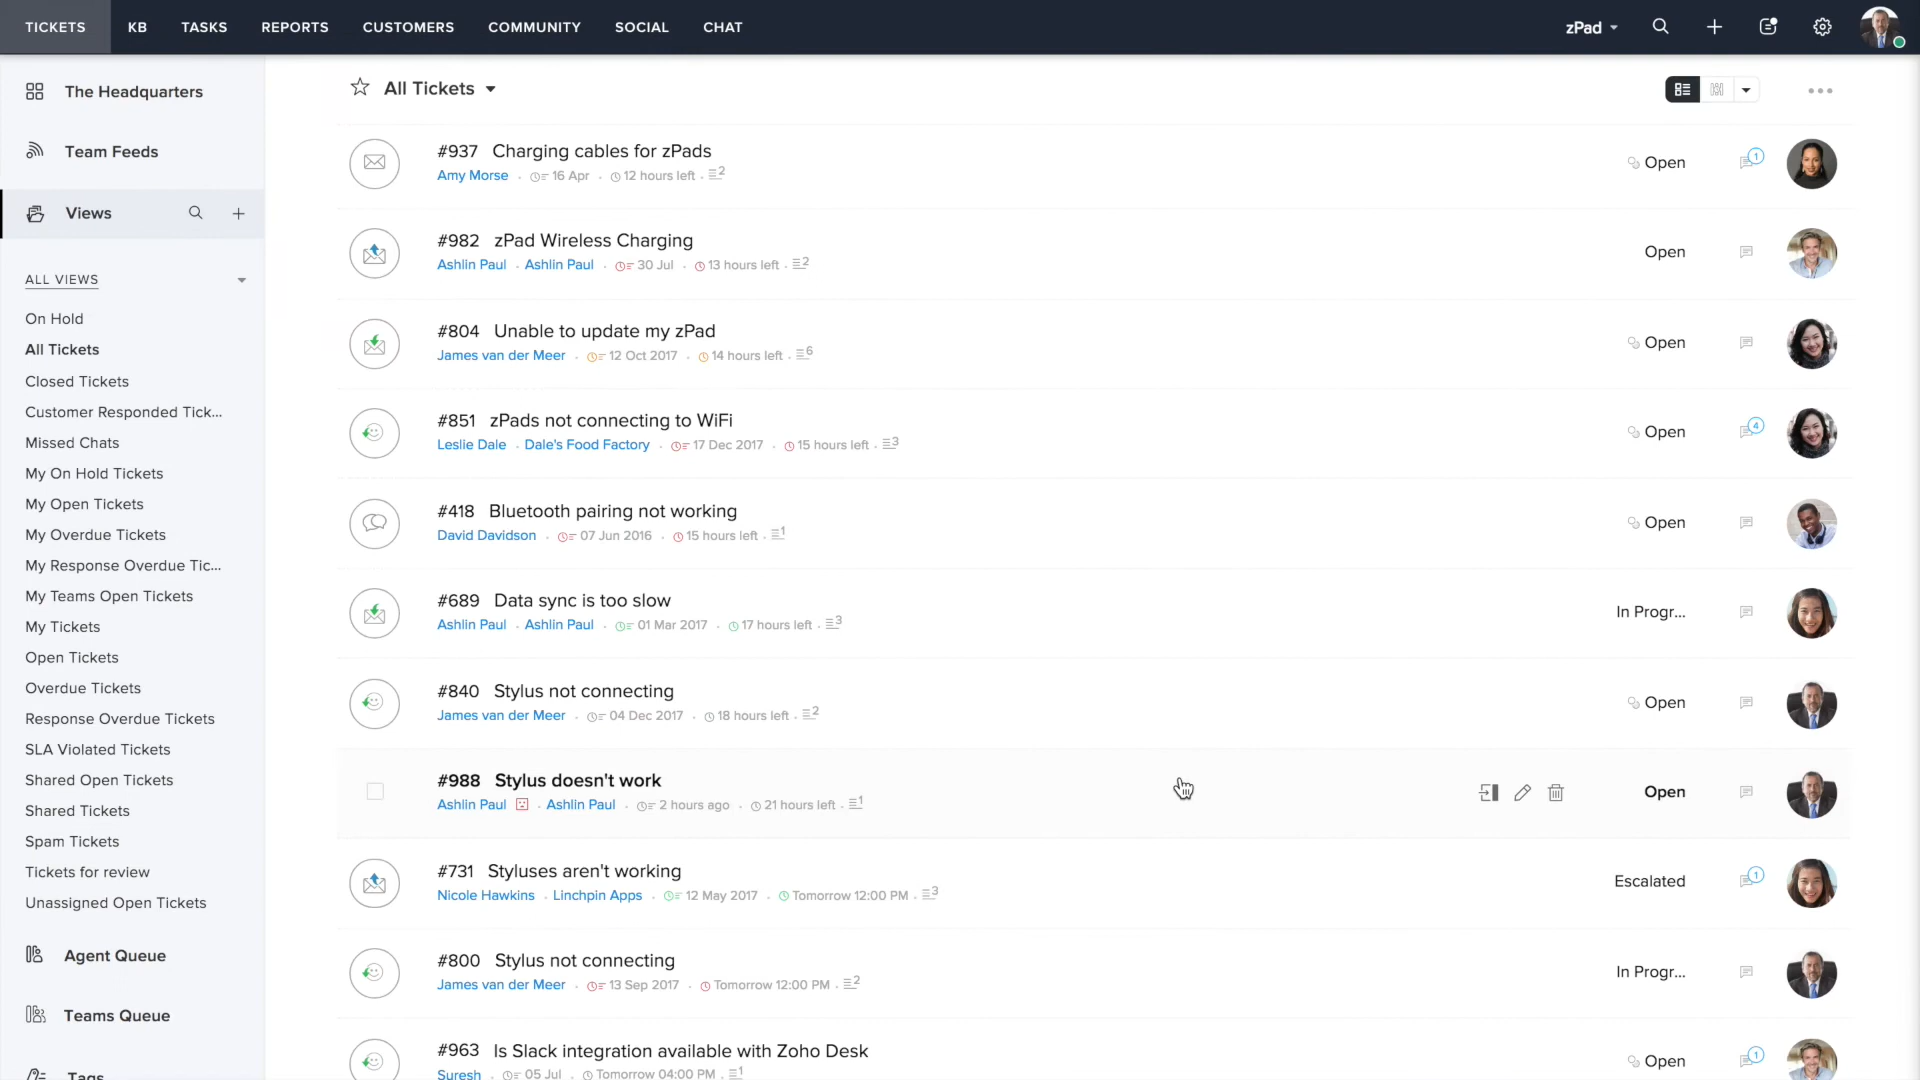 TICKETS KB TASKS REPORTS CUSTOMERS COMMUNITY SOCIAL CHAT zPad
The Headquarters
Team Feeds
Views
ALL VIEWS
On Hold
All Tickets
Closed Tickets
Customer Responded Tick...
Missed Chats
My On Hold Tickets
My Open Tickets
My Overdue Tickets
My Response Overdue Tic...
My Teams Open Tickets
My Tickets
Open Tickets
Overdue Tickets
Response Overdue Tickets
SLA Violated Tickets
Shared Open Tickets
Shared Tickets
Spam Tickets
Tickets for review
Unassigned Open Tickets
Agent Queue
Teams Queue
Tags
All Tickets
#937 Charging cables for zPads
Amy Morse . 16 Apr . 12 hours left . 2
Open 1
#982 zPad Wireless Charging
Ashlin Paul . Ashlin Paul . 30 Jul . 13 hours left . 2
Open
#804 Unable to update my zPad
James van der Meer . 12 Oct 2017 . 14 hours left . 6
Open
#851 zPads not connecting to WiFi
Leslie Dale . Dale's Food Factory . 17 Dec 2017 . 15 hours left . 3
Open 4
#418 Bluetooth pairing not working
David Davidson . 07 Jun 2016 . 15 hours left . 1
Open
#689 Data sync is too slow
Ashlin Paul . Ashlin Paul . 01 Mar 2017 . 17 hours left . 3
In Progr...
#840 Stylus not connecting
James van der Meer . 04 Dec 2017 . 18 hours left . 2
Open
#988 Stylus doesn't work
Ashlin Paul . Ashlin Paul . 2 hours ago . 21 hours left . 1
Open
#731 Styluses aren't working
Nicole Hawkins . Linchpin Apps . 12 May 2017 . Tomorrow 12:00 PM . 3
Escalated 1
#800 Stylus not connecting
James van der Meer . 13 Sep 2017 . Tomorrow 12:00 PM . 2
In Progr...
#963 Is Slack integration available with Zoho Desk
Suresh . 05 Jul . Tomorrow 04:00 PM . 1
Open 1